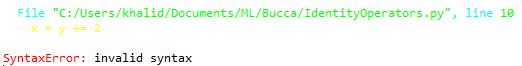 File "C:/Users/khalid/Documents/ML/Bucca/IdentityOperators.py", line 10
x = y += 2
SyntaxError: invalid syntax